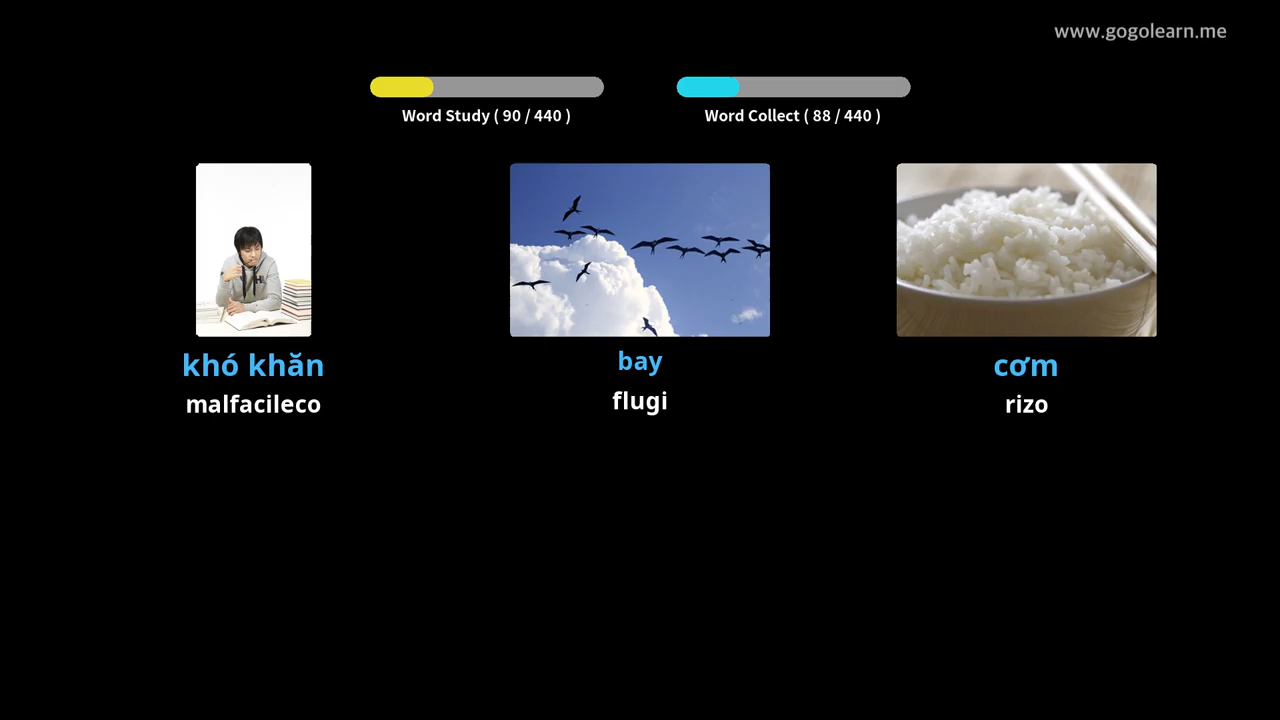 www.gogolearn.me
Word Study ( 90 / 440 )
Word Collect ( 88 / 440 )
khó khăn
malfacileco
bay
flugi
cơm
rizo